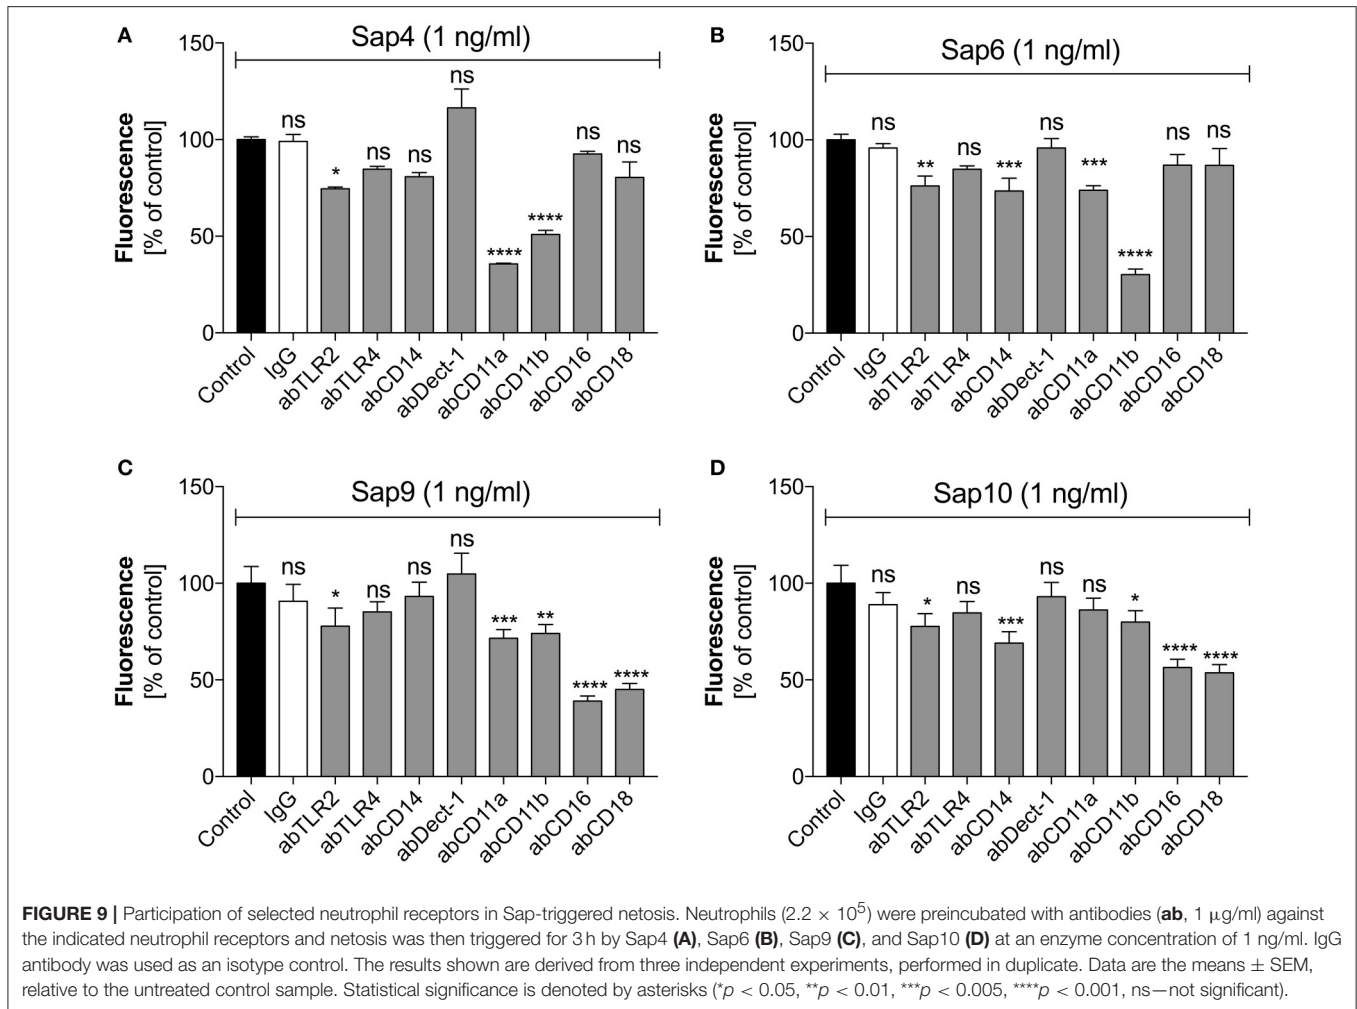 A
Sap4 (1 ng/ml)
Fluorescence
[% of control]
150
100
50
0
ns
*
ns
ns
ns
****
****
ns
ns
Control
IgG
abTLR2
abTLR4
abCD14
abDect-1
abCD11a
abCD11b
abCD16
abCD18
B
Sap6 (1 ng/ml)
Fluorescence
[% of control]
150
100
50
0
ns
**
ns
***
ns
***
****
ns
ns
Control
IgG
abTLR2
abTLR4
abCD14
abDect-1
abCD11a
abCD11b
abCD16
abCD18
C
Sap9 (1 ng/ml)
Fluorescence
[% of control]
150
100
50
0
ns
*
ns
ns
ns
***
**
****
****
Control
IgG
abTLR2
abTLR4
abCD14
abDect-1
abCD11a
abCD11b
abCD16
abCD18
D
Sap10 (1 ng/ml)
Fluorescence
[% of control]
150
100
50
0
ns
*
ns
***
ns
ns
*
****
****
Control
IgG
abTLR2
abTLR4
abCD14
abDect-1
abCD11a
abCD11b
abCD16
abCD18
FIGURE 9 | Participation of selected neutrophil receptors in Sap-triggered netosis. Neutrophils (2.2 × 10⁵) were preincubated with antibodies (ab, 1 μg/ml) against
the indicated neutrophil receptors and netosis was then triggered for 3 h by Sap4 (A), Sap6 (B), Sap9 (C), and Sap10 (D) at an enzyme concentration of 1 ng/ml. IgG
antibody was used as an isotype control. The results shown are derived from three independent experiments, performed in duplicate. Data are the means ± SEM,
relative to the untreated control sample. Statistical significance is denoted by asterisks (*p < 0.05, **p < 0.01, ***p < 0.005, ****p < 0.001, ns—not significant).